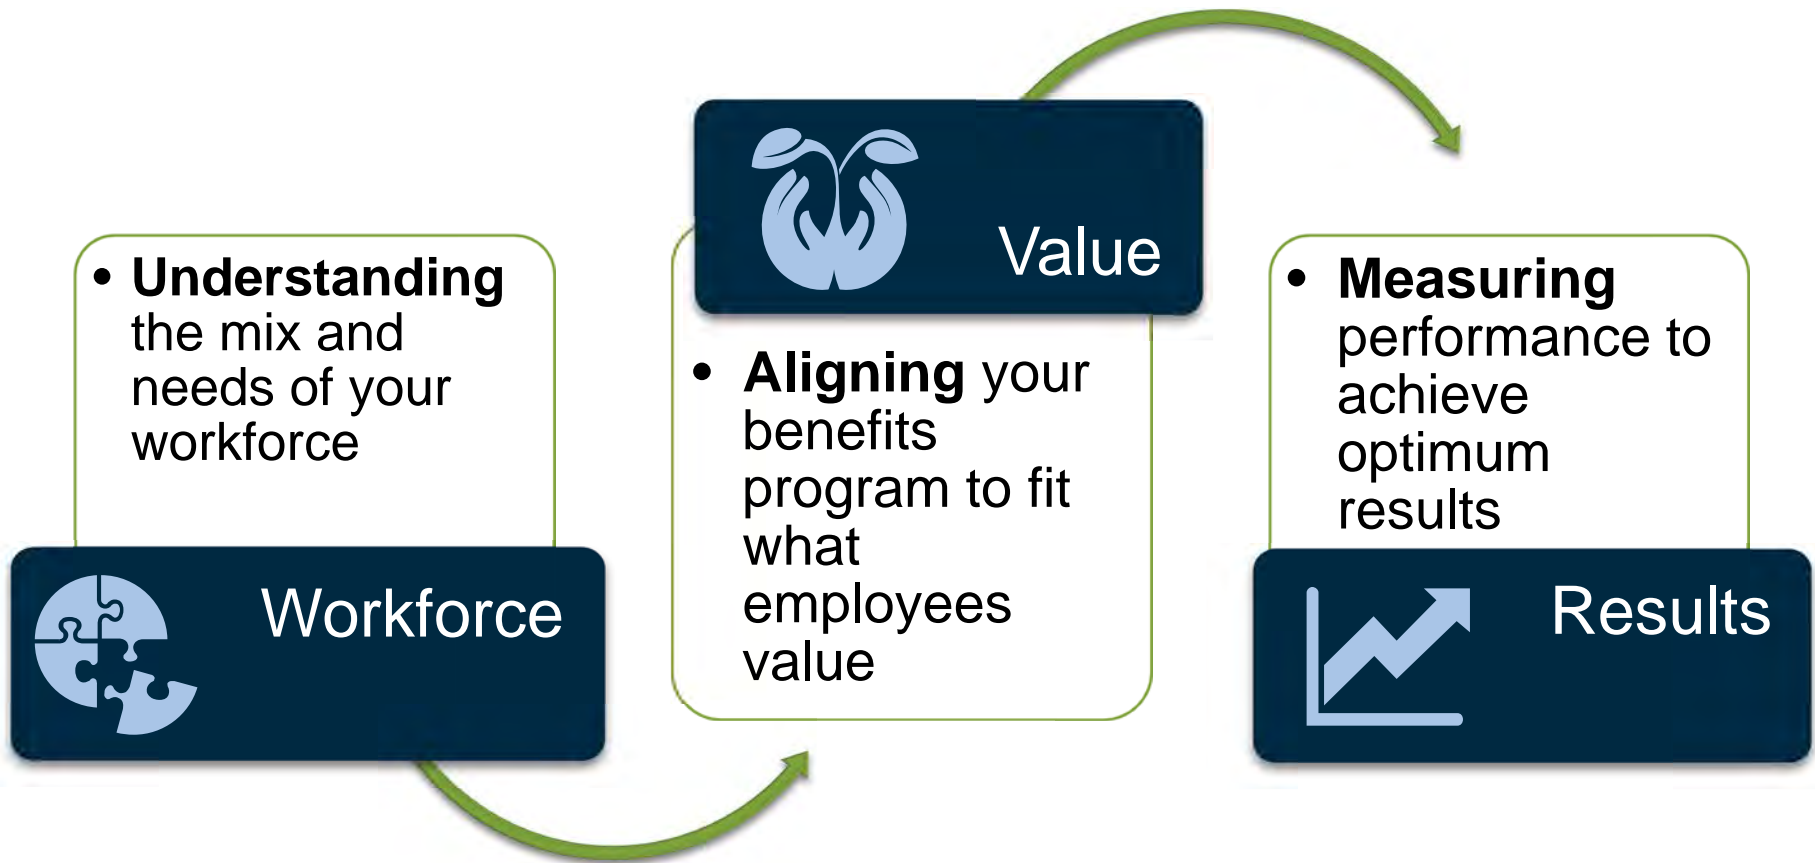 • Understanding
the mix and
needs of your
workforce
Workforce
Value
• Aligning your
benefits
program to fit
what
employees
value
• Measuring
performance to
achieve
optimum
results
Results